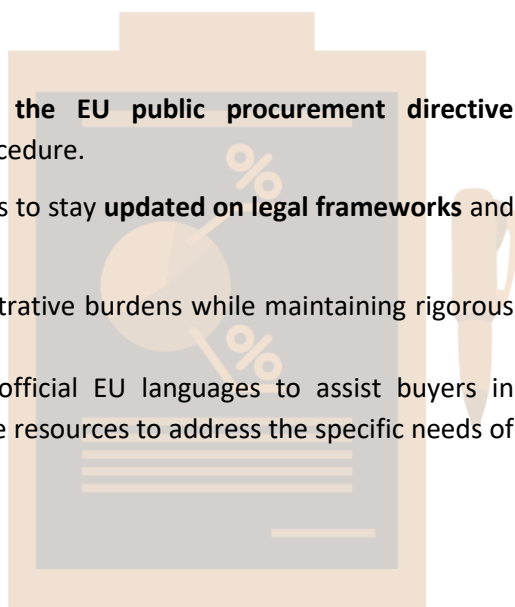 the EU public procurement directive
cedure.
s to stay updated on legal frameworks and
trative burdens while maintaining rigorous
official EU languages to assist buyers in
e resources to address the specific needs of
%
%